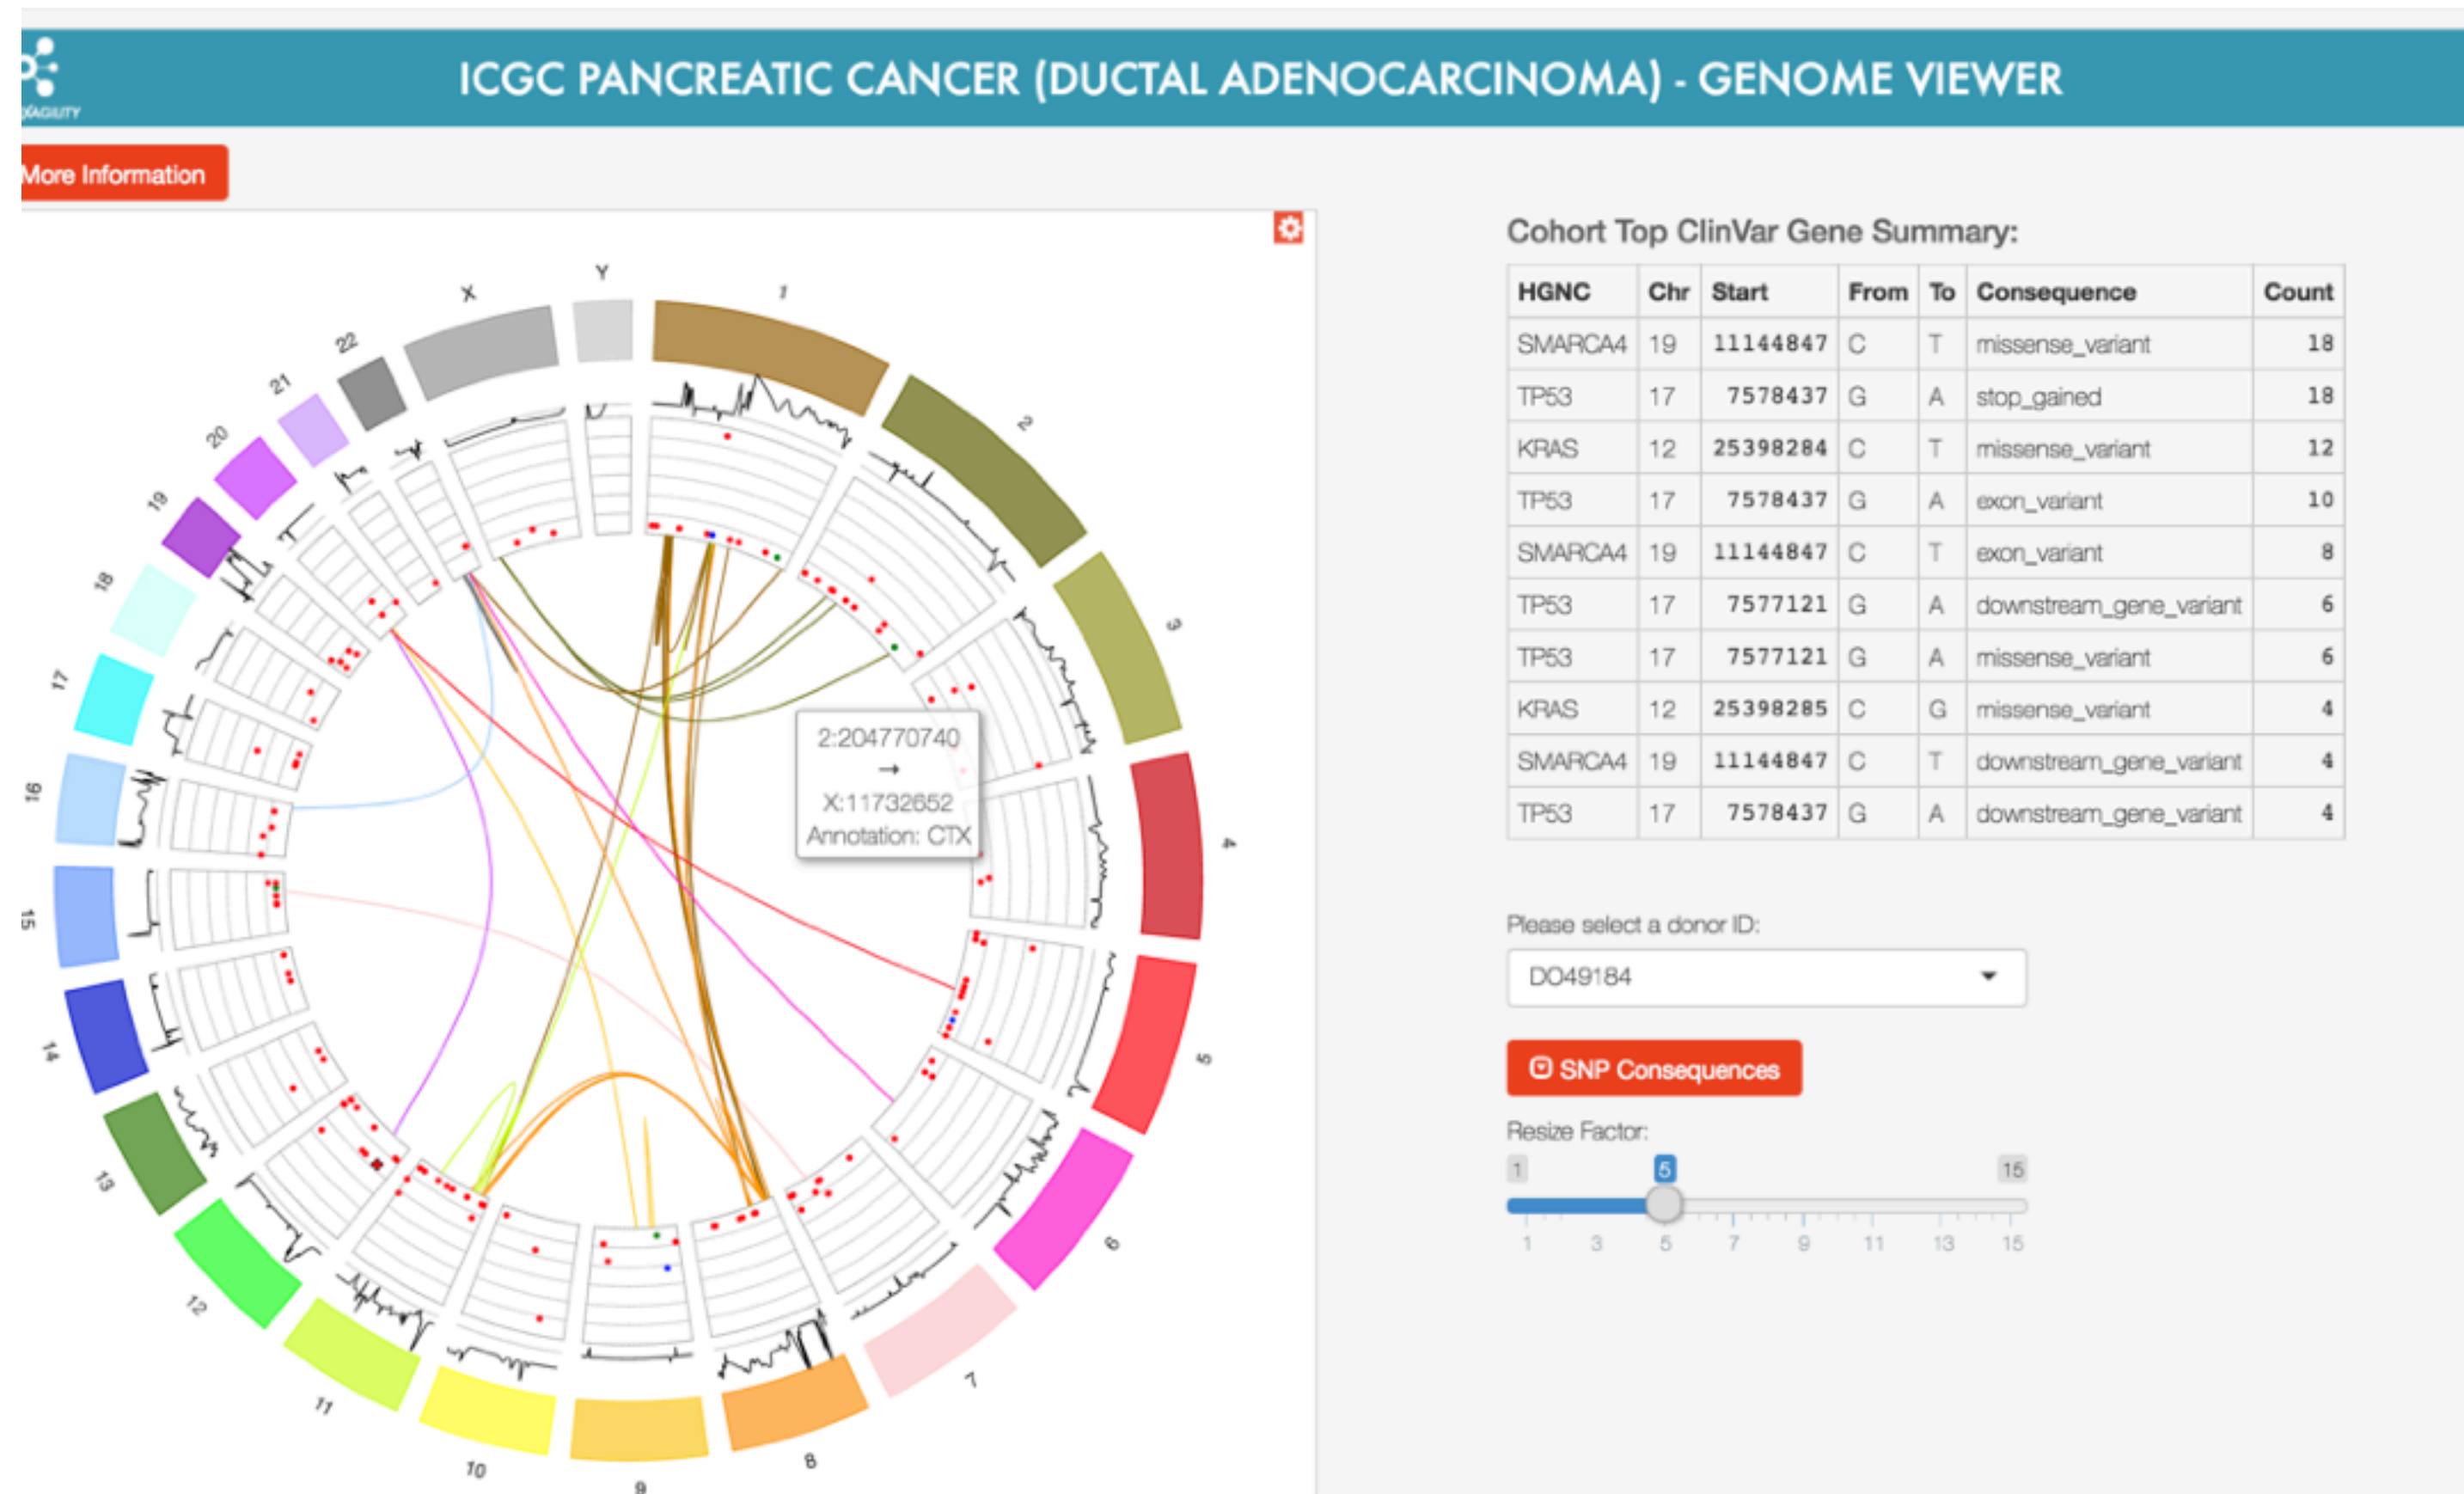 ICGC PANCREATIC CANCER (DUCTAL ADENOCARCINOMA) - GENOME VIEWER
More Information
Y
X
1
22
2
21
20
19
3
18
17
4
16
15
5
14
6
13
7
12
11
8
10
9
2:204770740
→
X:11732652
Annotation: CTX
Cohort Top ClinVar Gene Summary:
HGNC Chr Start From To Consequence Count
SMARCA4 19 11144847 C T missense_variant 18
TP53 17 7578437 G A stop_gained 18
KRAS 12 25398284 C T missense_variant 12
TP53 17 7578437 G A exon_variant 10
SMARCA4 19 11144847 C T exon_variant 8
TP53 17 7577121 G A downstream_gene_variant 6
TP53 17 7577121 G A missense_variant 6
KRAS 12 25398285 C G missense_variant 4
SMARCA4 19 11144847 C T downstream_gene_variant 4
TP53 17 7578437 G A downstream_gene_variant 4
Please select a donor ID:
DO49184
SNP Consequences
Resize Factor:
1 5 15
1 3 5 7 9 11 13 15